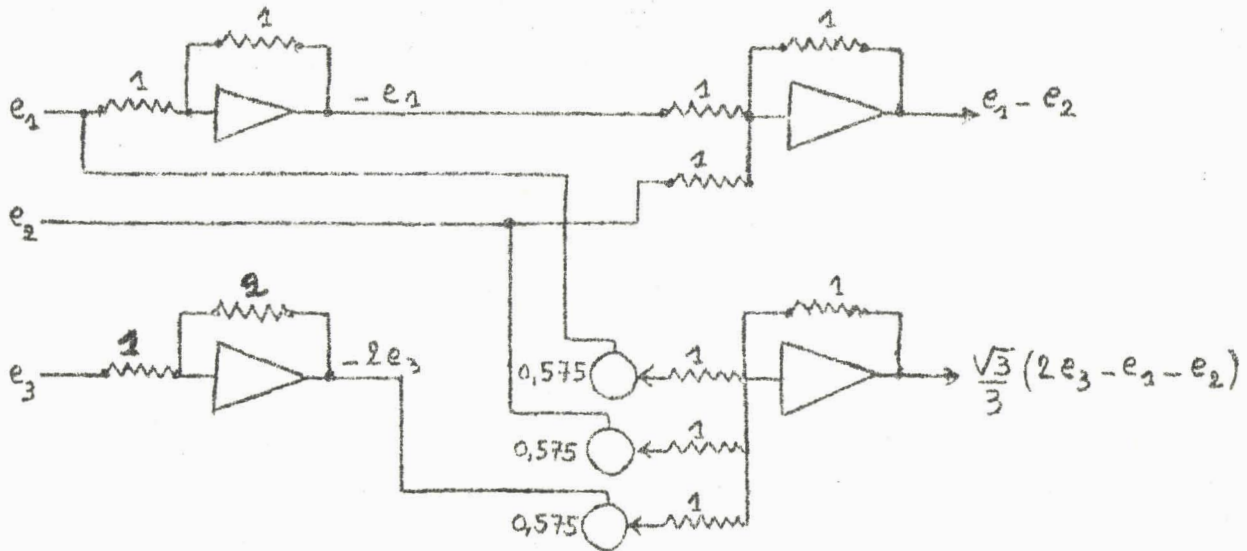 1
1
1
e₁
- e₁
1
e₁ - e₂
1
e₂
2
1
1
e₃
- 2e₃
0,575
1
√3/3 (2e₃ - e₁ - e₂)
0,575
1
0,575
1